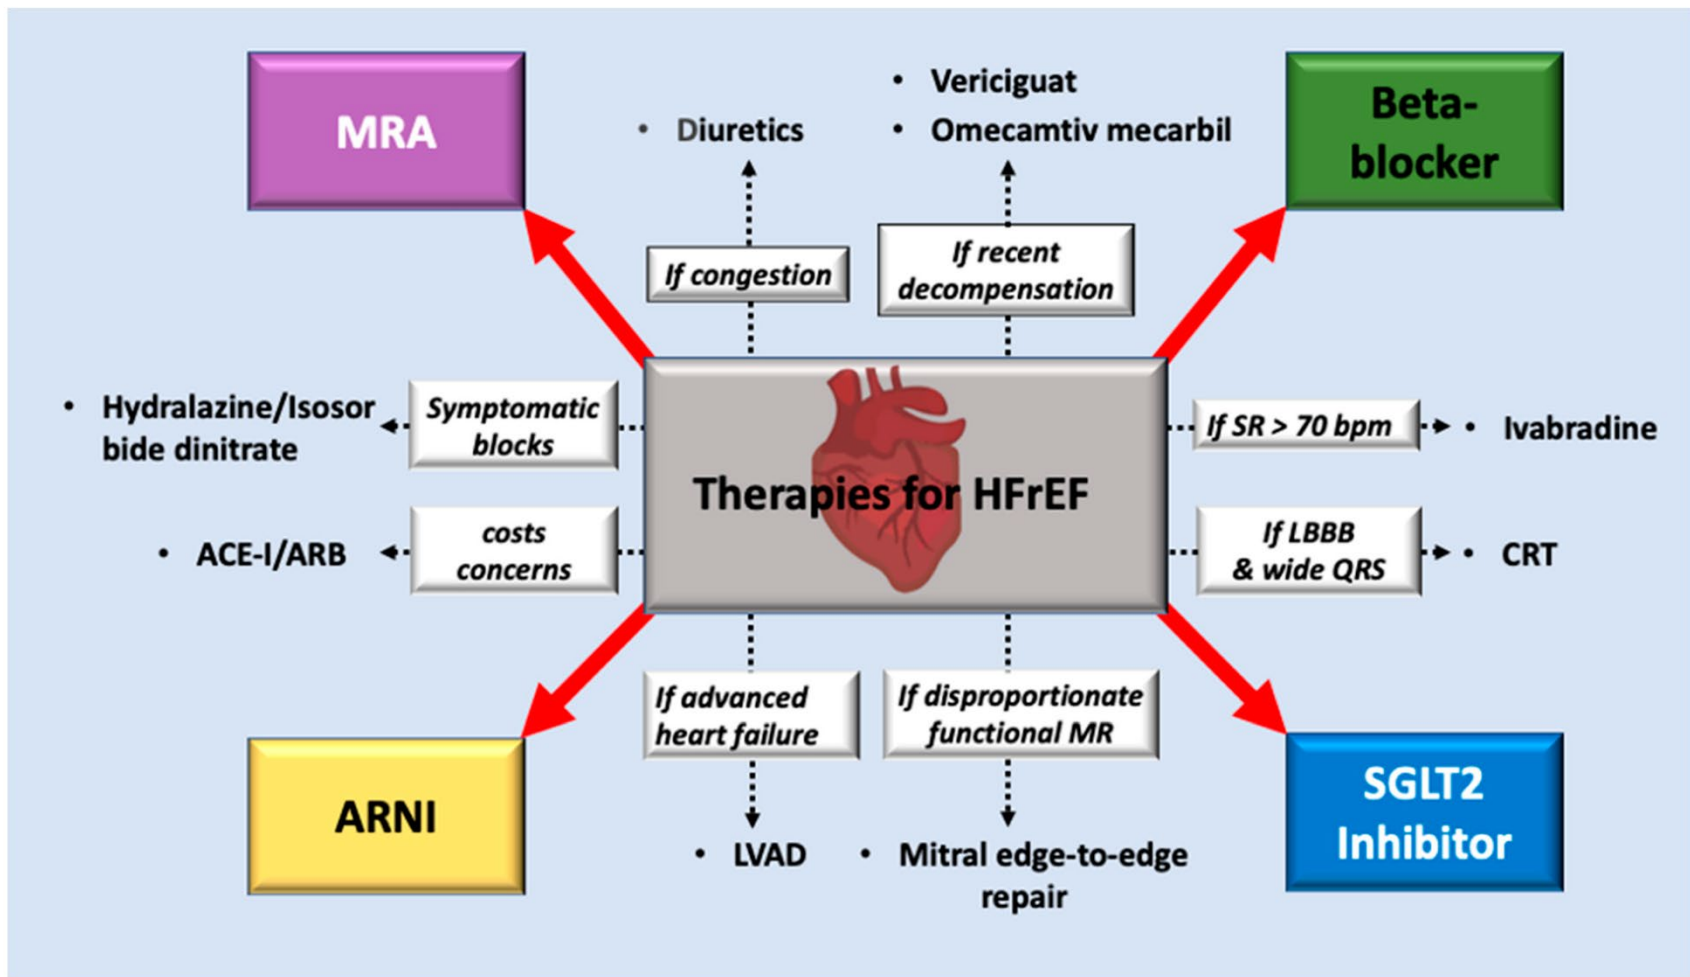 MRA
Beta-
blocker
• Vericiguat
• Omecamtiv mecarbil
• Diuretics
If congestion
If recent
decompensation
• Hydralazine/Isosor
bide dinitrate
Symptomatic
blocks
If SR > 70 bpm
• Ivabradine
Therapies for HFrEF
• ACE-I/ARB
costs
concerns
If LBBB
& wide QRS
• CRT
If advanced
heart failure
If disproportionate
functional MR
ARNI
SGLT2
Inhibitor
• LVAD
• Mitral edge-to-edge
repair